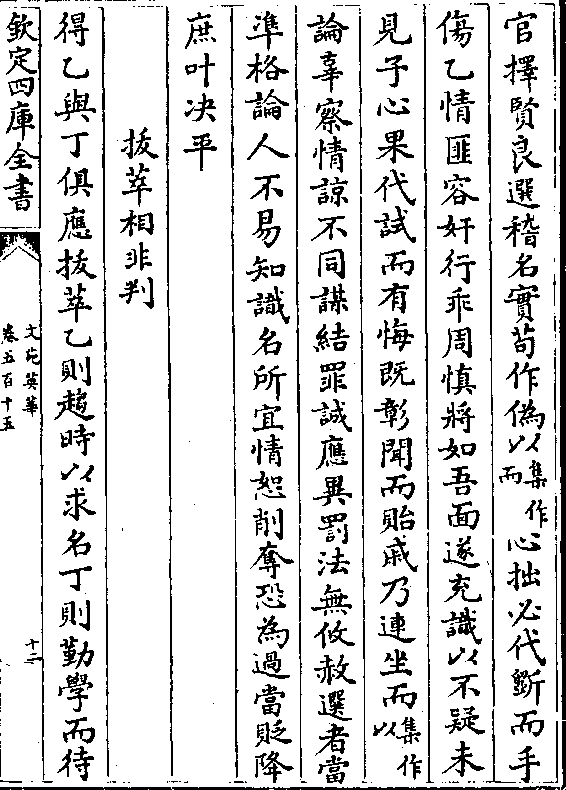 官擇賢良選稽名實苟作偽以集作而心拙必代斲而手
傷乙情匪容奸行乖周慎將如吾面遂充識以不疑未
見子心果代試而有悔既彰聞而貽戚乃連坐而集作以
論辜察情諒不同謀結罪誠應異罰法無攸赦選者當
準格論人不易知識名所宜情恕削奪恐為過當貶降
庶叶決平
拔萃相非判
得乙與丁俱應拔萃乙則趨時以求名丁則勤學而待
欽定四庫全書
文苑英華
卷五百十五
十二